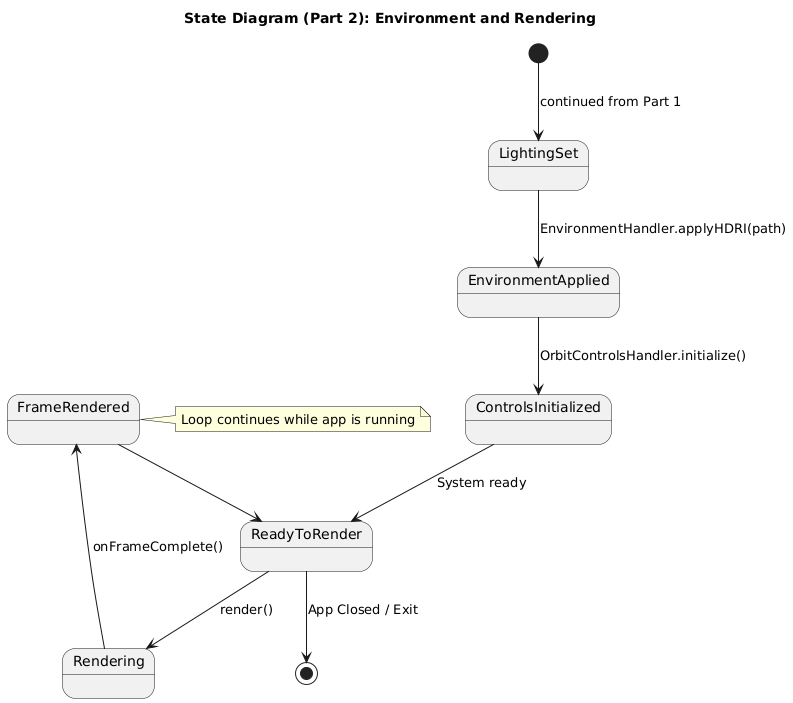 State Diagram (Part 2): Environment and Rendering
continued from Part 1
LightingSet
EnvironmentHandler.applyHDRI(path)
EnvironmentApplied
OrbitControlsHandler.initialize()
FrameRendered
Loop continues while app is running
ControlsInitialized
System ready
ReadyToRender
onFrameComplete()
render()
App Closed / Exit
Rendering